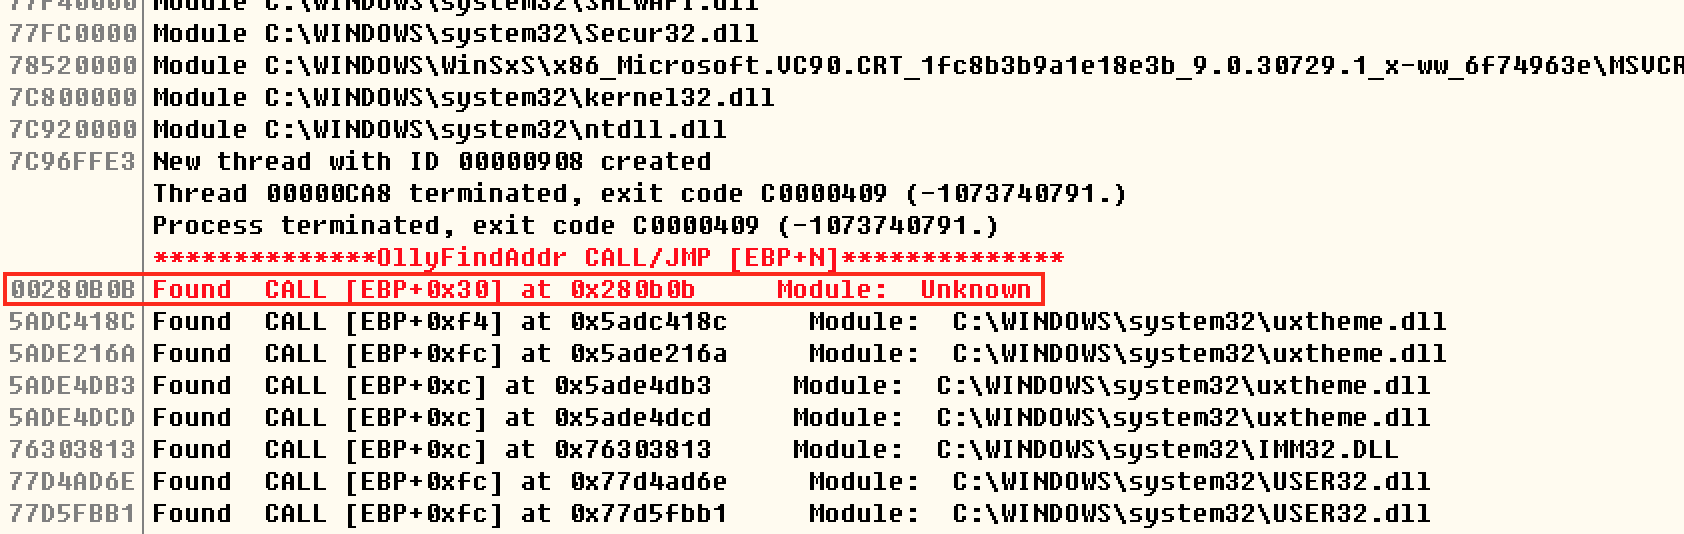 77F40000 Module C:\WINDOWS\system32\SHLWAPI.dll
77FC0000 Module C:\WINDOWS\system32\Secur32.dll
78520000 Module C:\WINDOWS\WinSxS\x86_Microsoft.VC90.CRT_1fc8b3b9a1e18e3b_9.0.30729.1_x-ww_6f74963e\MSVCR
7C800000 Module C:\WINDOWS\system32\kernel32.dll
7C920000 Module C:\WINDOWS\system32\ntdll.dll
7C96FFE3 New thread with ID 00000908 created
Thread 00000CA8 terminated, exit code C0000409 (-1073740791.)
Process terminated, exit code C0000409 (-1073740791.)
**************OllyFindAddr CALL/JMP [EBP+N]**************
00280B0B Found  CALL [EBP+0x30] at 0x280b0b     Module:  Unknown
5ADC418C Found  CALL [EBP+0xf4] at 0x5adc418c     Module:  C:\WINDOWS\system32\uxtheme.dll
5ADE216A Found  CALL [EBP+0xfc] at 0x5ade216a     Module:  C:\WINDOWS\system32\uxtheme.dll
5ADE4DB3 Found  CALL [EBP+0xc] at 0x5ade4db3     Module:  C:\WINDOWS\system32\uxtheme.dll
5ADE4DCD Found  CALL [EBP+0xc] at 0x5ade4dcd     Module:  C:\WINDOWS\system32\uxtheme.dll
76303813 Found  CALL [EBP+0xc] at 0x76303813     Module:  C:\WINDOWS\system32\IMM32.DLL
77D4AD6E Found  CALL [EBP+0xfc] at 0x77d4ad6e     Module:  C:\WINDOWS\system32\USER32.dll
77D5FBB1 Found  CALL [EBP+0xfc] at 0x77d5fbb1     Module:  C:\WINDOWS\system32\USER32.dll